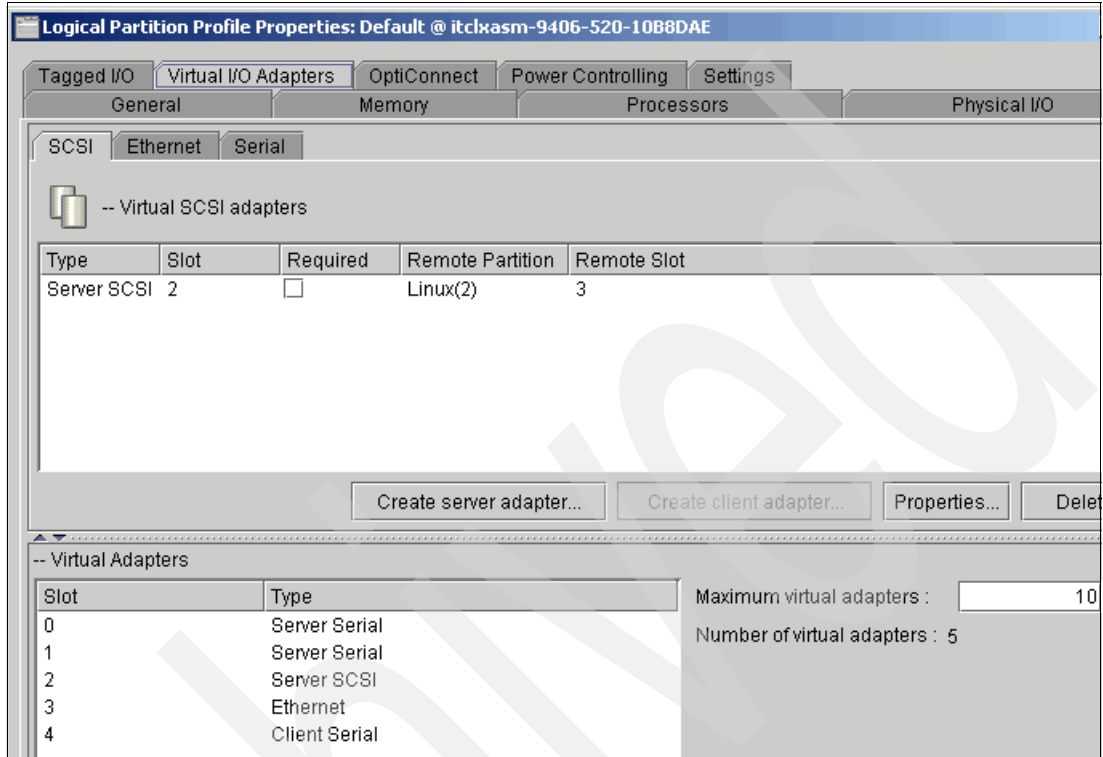 Logical Partition Profile Properties: Default @ itclxasm-9406-520-10B8DAE
Tagged I/O Virtual I/O Adapters OptiConnect Power Controlling Settings
General Memory Processors Physical I/O
SCSI Ethernet Serial
-- Virtual SCSI adapters
Type Slot Required Remote Partition Remote Slot
Server SCSI 2 Linux(2) 3
Create server adapter... Create client adapter... Properties... Delet
-- Virtual Adapters
Slot Type
0 Server Serial
1 Server Serial
2 Server SCSI
3 Ethernet
4 Client Serial
Maximum virtual adapters : 10
Number of virtual adapters : 5